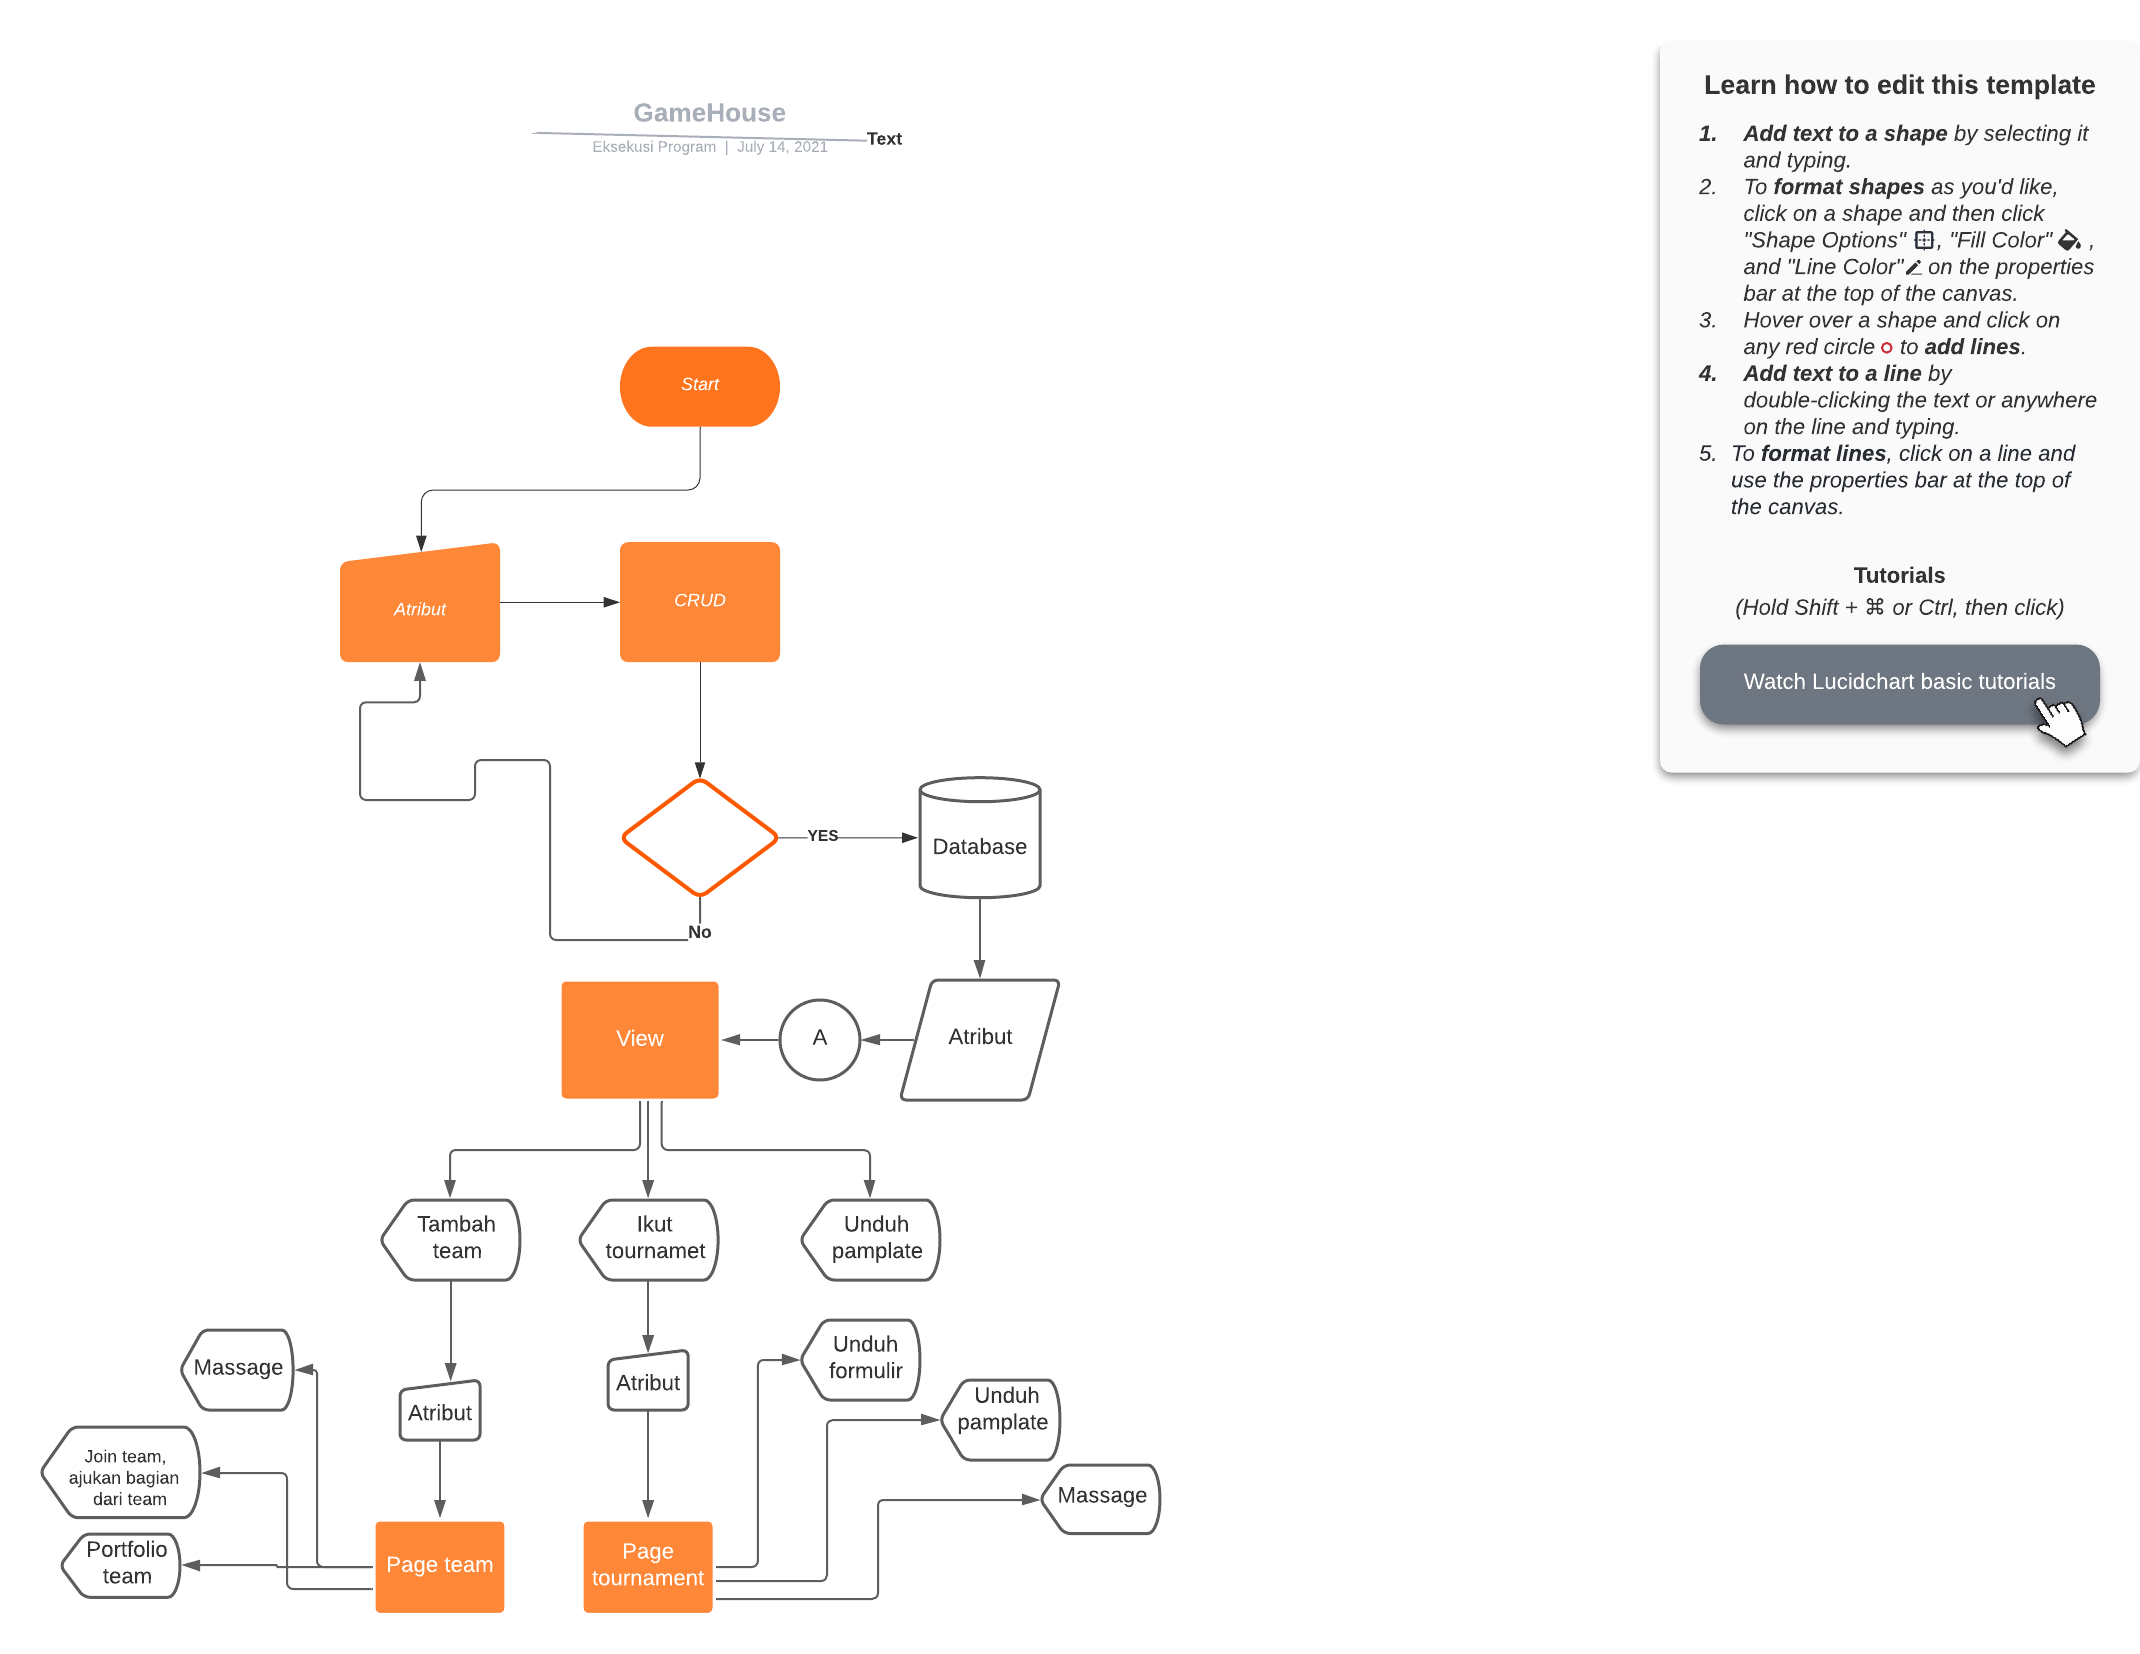 GameHouse
Text
Eksekusi Program | July 14, 2021
Learn how to edit this template
1. Add text to a shape by selecting it
and typing.
2. To format shapes as you'd like,
click on a shape and then click
"Shape Options" , "Fill Color" ,
and "Line Color" on the properties
bar at the top of the canvas.
3. Hover over a shape and click on
any red circle to add lines.
4. Add text to a line by
double-clicking the text or anywhere
on the line and typing.
5. To format lines, click on a line and
use the properties bar at the top of
the canvas.
Tutorials
(Hold Shift + ⌘ or Ctrl, then click)
Watch Lucidchart basic tutorials
Start
Atribut
CRUD
YES
Database
No
View
A
Atribut
Tambah
team
Ikut
tournamet
Unduh
pamplate
Massage
Atribut
Atribut
Unduh
formulir
Unduh
pamplate
Join team,
ajukan bagian
dari team
Massage
Portfolio
team
Page team
Page
tournament